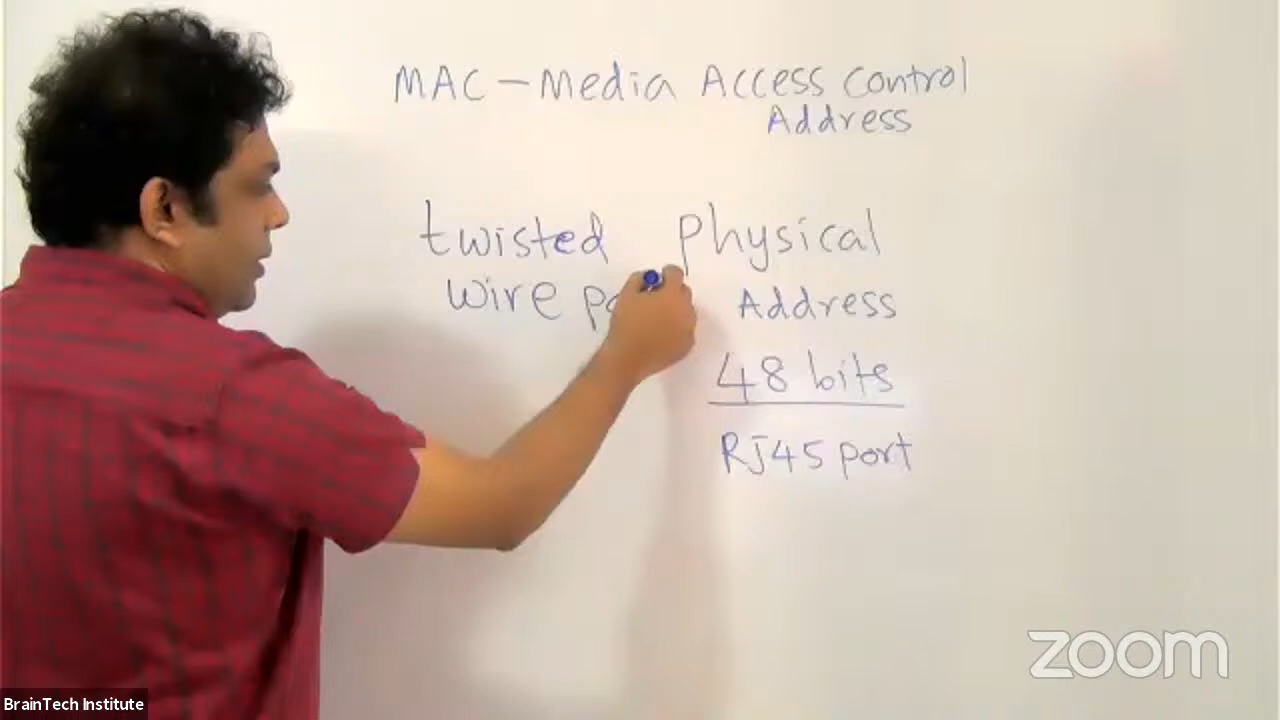 MAC - Media Access Control
Address
twisted
wire
Physical
Address
48 bits
RJ45 port
zoom
BrainTech Institute